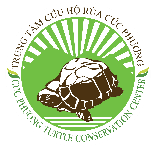 TRUNG TÂM CỨU HỘ RÙA CÚC PHƯƠNG
CUC PHUONG TURTLE CONSERVATION CENTER